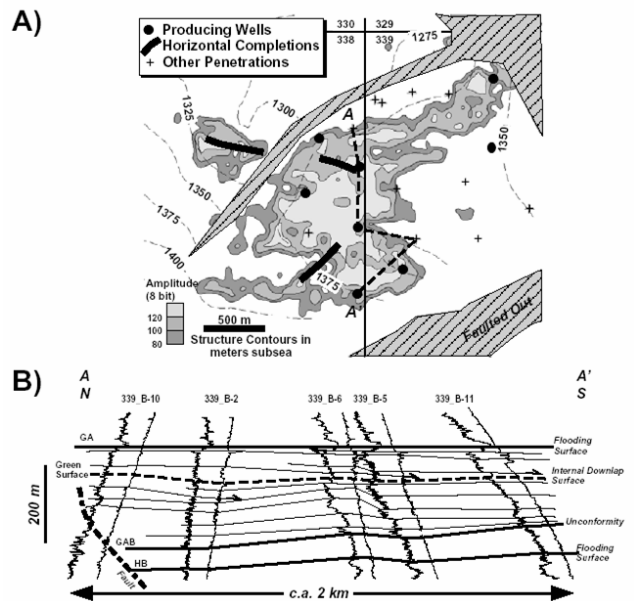 A)
Producing Wells
Horizontal Completions
+ Other Penetrations
330 329
338 339
1275
1325
1300
1350
A
1350
1375
1400
1375
A'
Amplitude
(8 bit)
120
100
80
500 m
Structure Contours in
meters subsea
Faulted Out
B)
A
N
339_B-10
339_B-2
339_B-6
339_B-5
339_B-11
A'
S
GA
Flooding
Surface
Green
Surface
Internal Downlap
Surface
200 m
Unconformity
GAB
HB
Flooding
Surface
Fault
c.a. 2 km